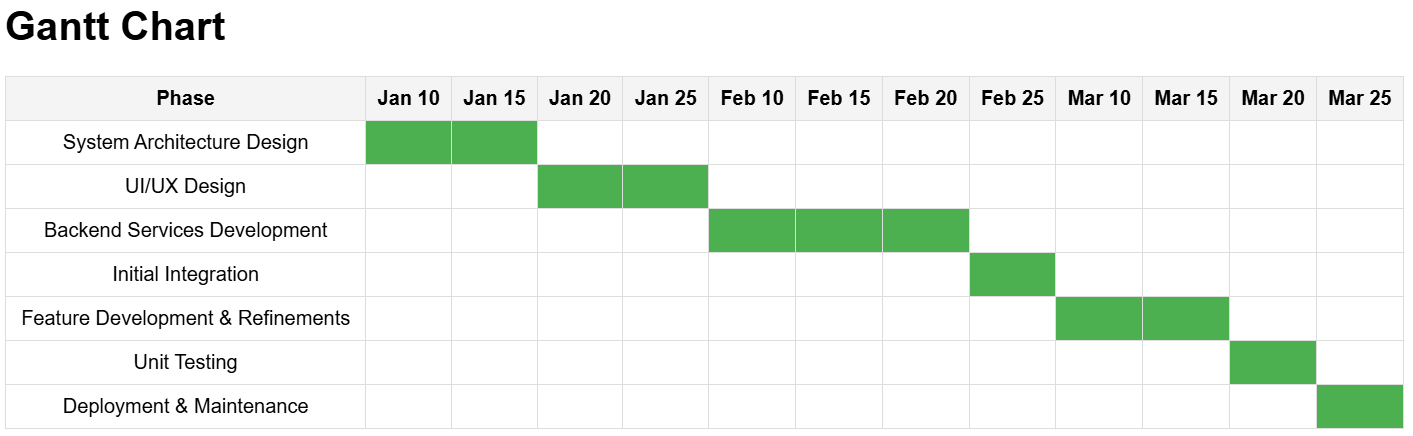 Gantt Chart
Phase Jan 10 Jan 15 Jan 20 Jan 25 Feb 10 Feb 15 Feb 20 Feb 25 Mar 10 Mar 15 Mar 20 Mar 25
System Architecture Design
UI/UX Design
Backend Services Development
Initial Integration
Feature Development & Refinements
Unit Testing
Deployment & Maintenance